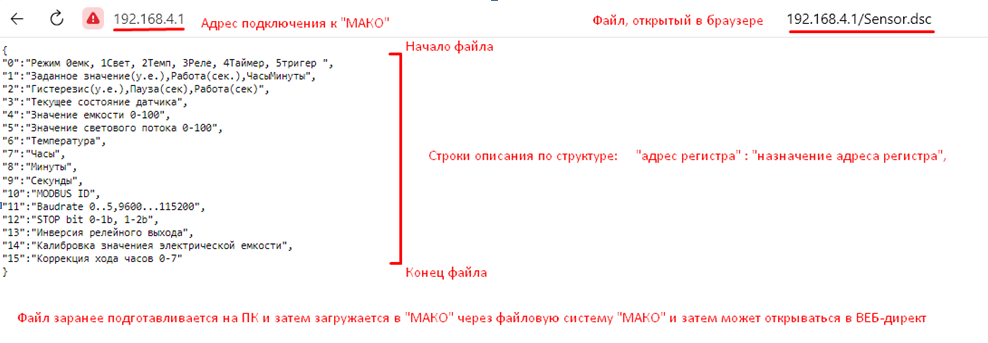 192.168.4.1
Адрес подключения к "МАКО"
Файл, открытый в браузере
192.168.4.1/Sensor.dsc
Начало файла
{
"0":"Режим 0емк, 1Свет, 2Темп, 3Реле, 4Таймер, 5тригер ",
"1":"Заданное значение(у.е.),Работа(сек.),ЧасыМинуты",
"2":"Гистерезис(у.е.),Пауза(сек),Работа(сек)",
"3":"Текущее состояние датчика",
"4":"Значение емкости 0-100",
"5":"Значение светового потока 0-100",
"6":"Температура",
"7":"Часы",
"8":"Минуты",
"9":"Секунды",
"10":"MODBUS ID",
"11":"Baudrate 0..5,9600...115200",
"12":"STOP bit 0-1b, 1-2b",
"13":"Инверсия релейного выхода",
"14":"Калибровка значениея электрической емкости",
"15":"Коррекция хода часов 0-7"
}
Строки описания по структуре: "адрес регистра" : "назначение адреса регистра",
Конец файла
Файл заранее подготавливается на ПК и затем загружается в "МАКО" через файловую систему "МАКО" и затем может открываться в ВЕБ-директ